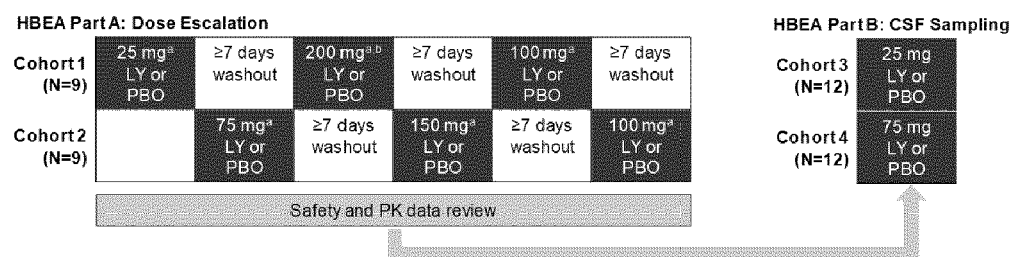 HBEA Part A: Dose Escalation
HBEA Part B: CSF Sampling
Cohort 1
(N=9)
25 mgᵃ
LY or
PBO
≥7 days
washout
200 mgᵃ,ᵇ
LY or
PBO
≥7 days
washout
100 mgᵃ
LY or
PBO
≥7 days
washout
Cohort 2
(N=9)
75 mgᵃ
LY or
PBO
≥7 days
washout
150 mgᵃ
LY or
PBO
≥7 days
washout
100 mgᵃ
LY or
PBO
Safety and PK data review
Cohort 3
(N=12)
25 mg
LY or
PBO
Cohort 4
(N=12)
75 mg
LY or
PBO